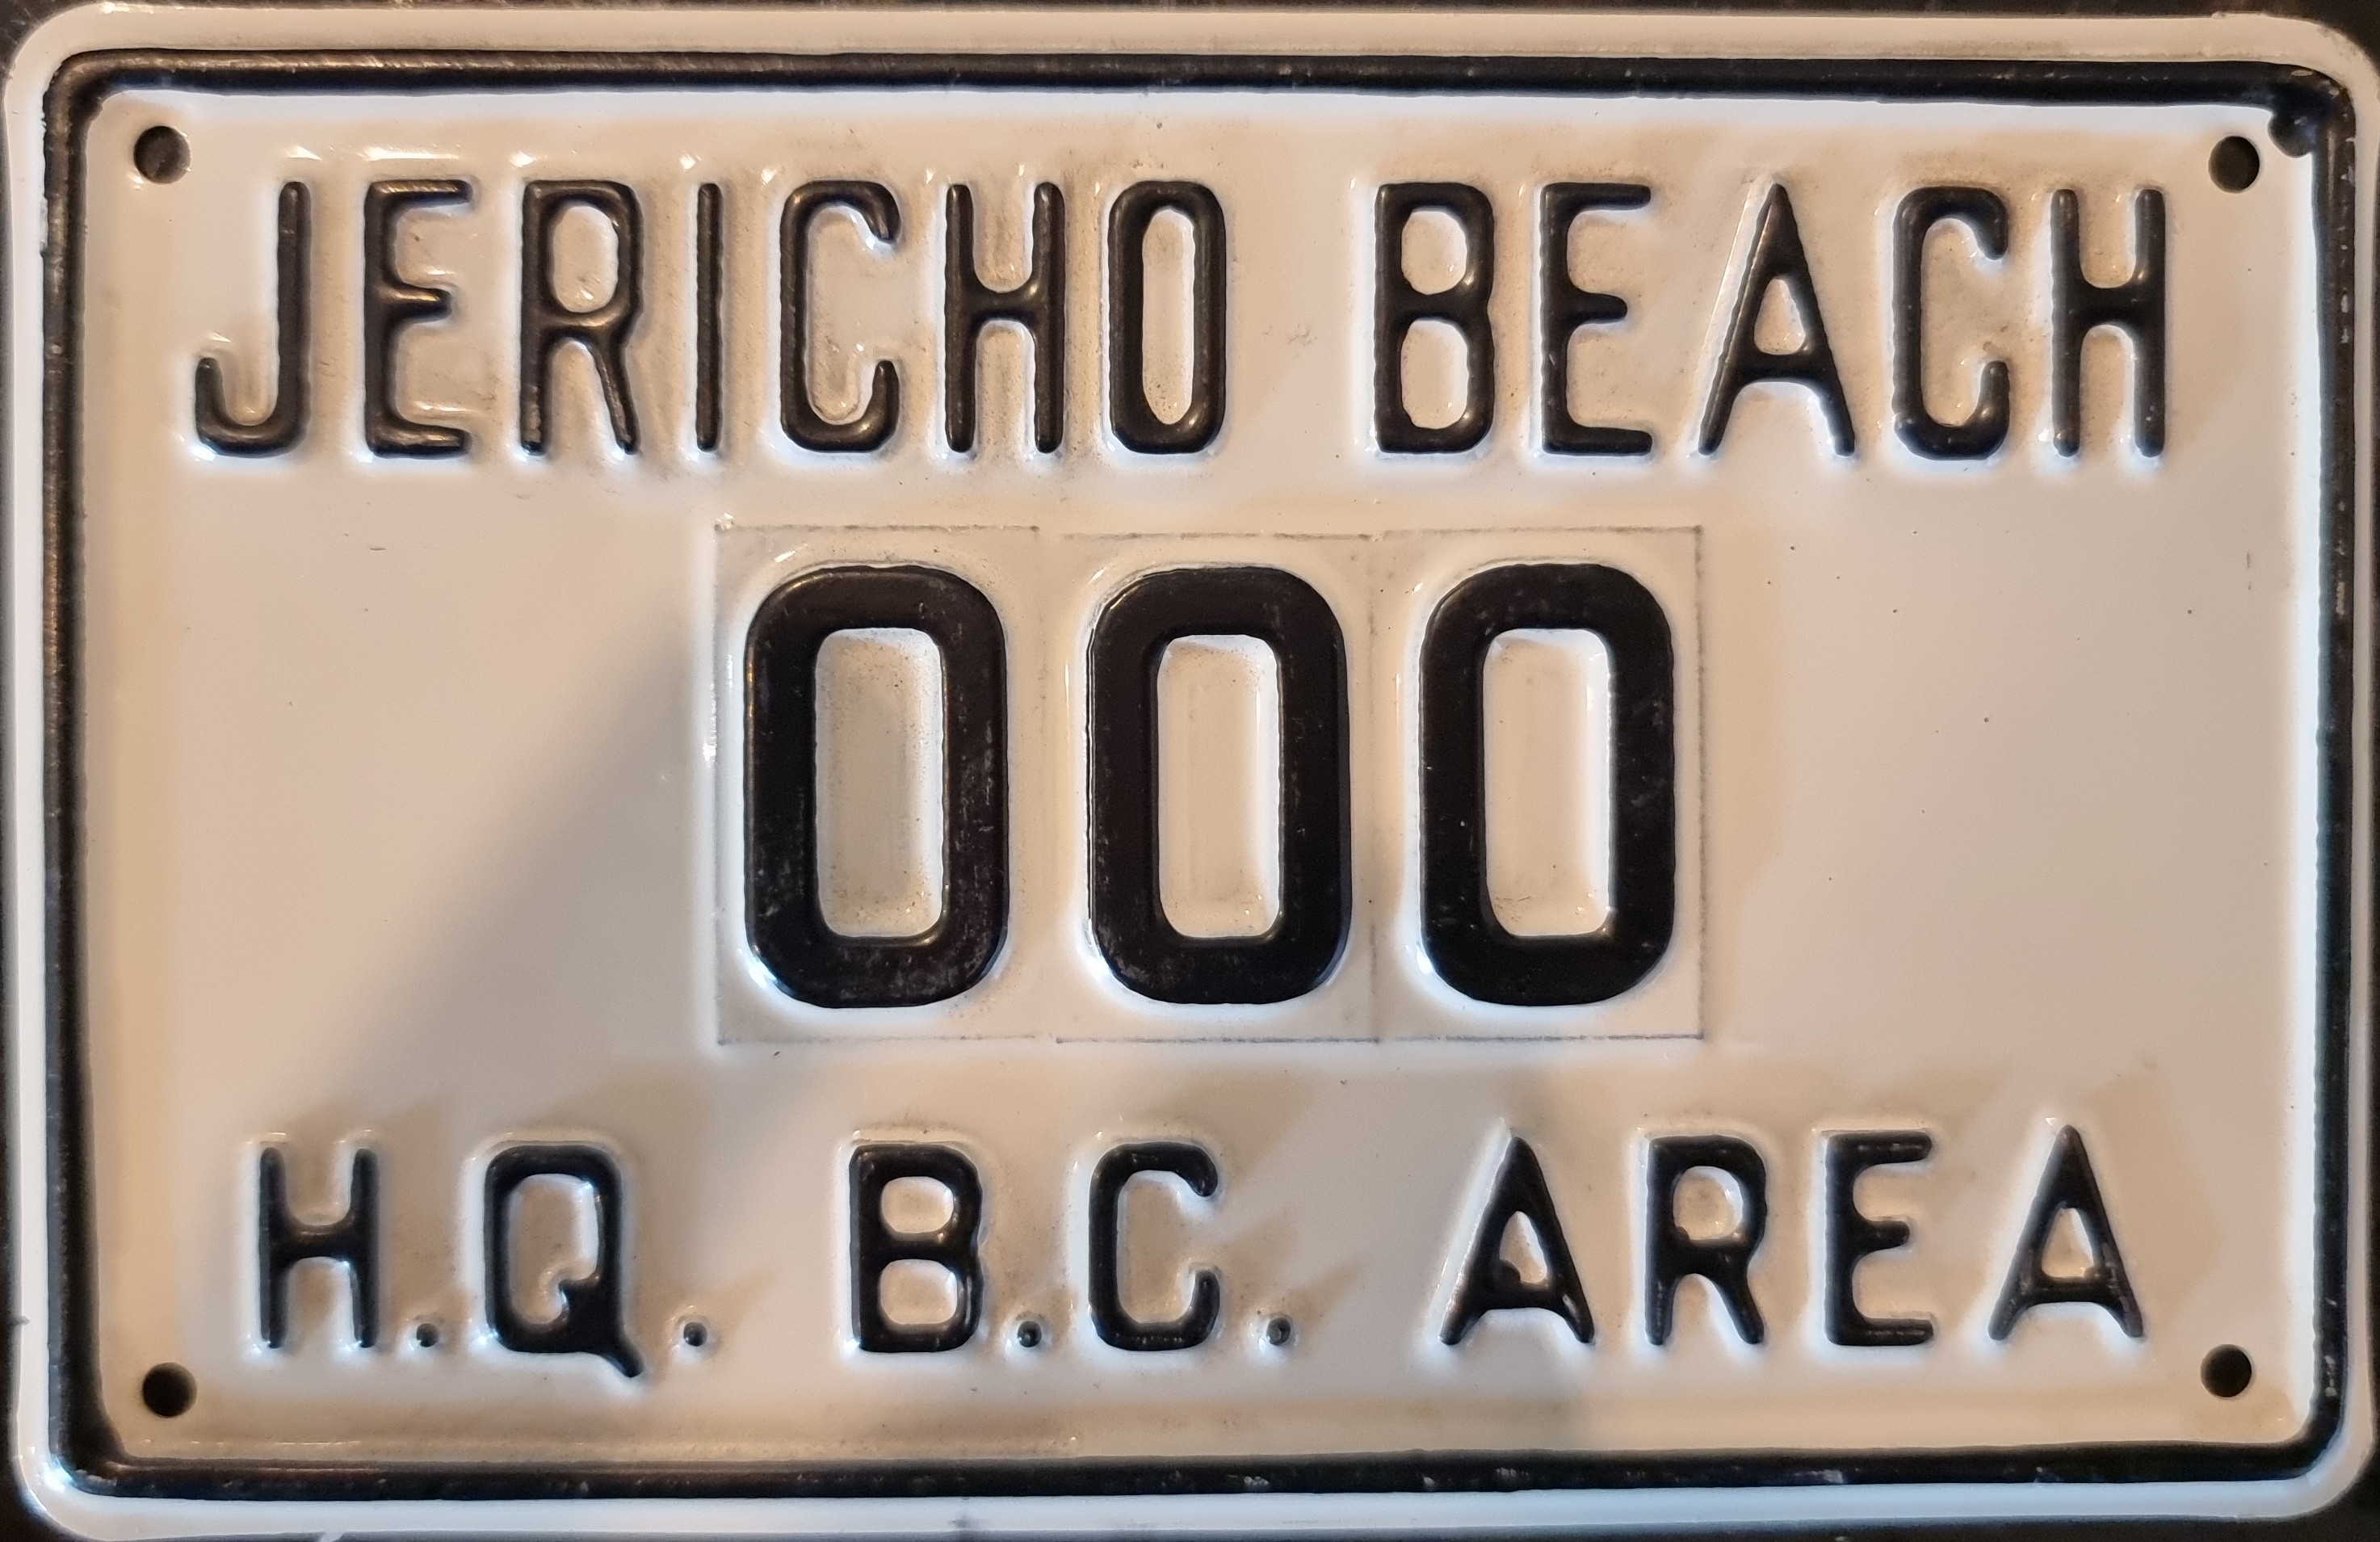 JERICHO BEACH
000
H.Q. B.C. AREA